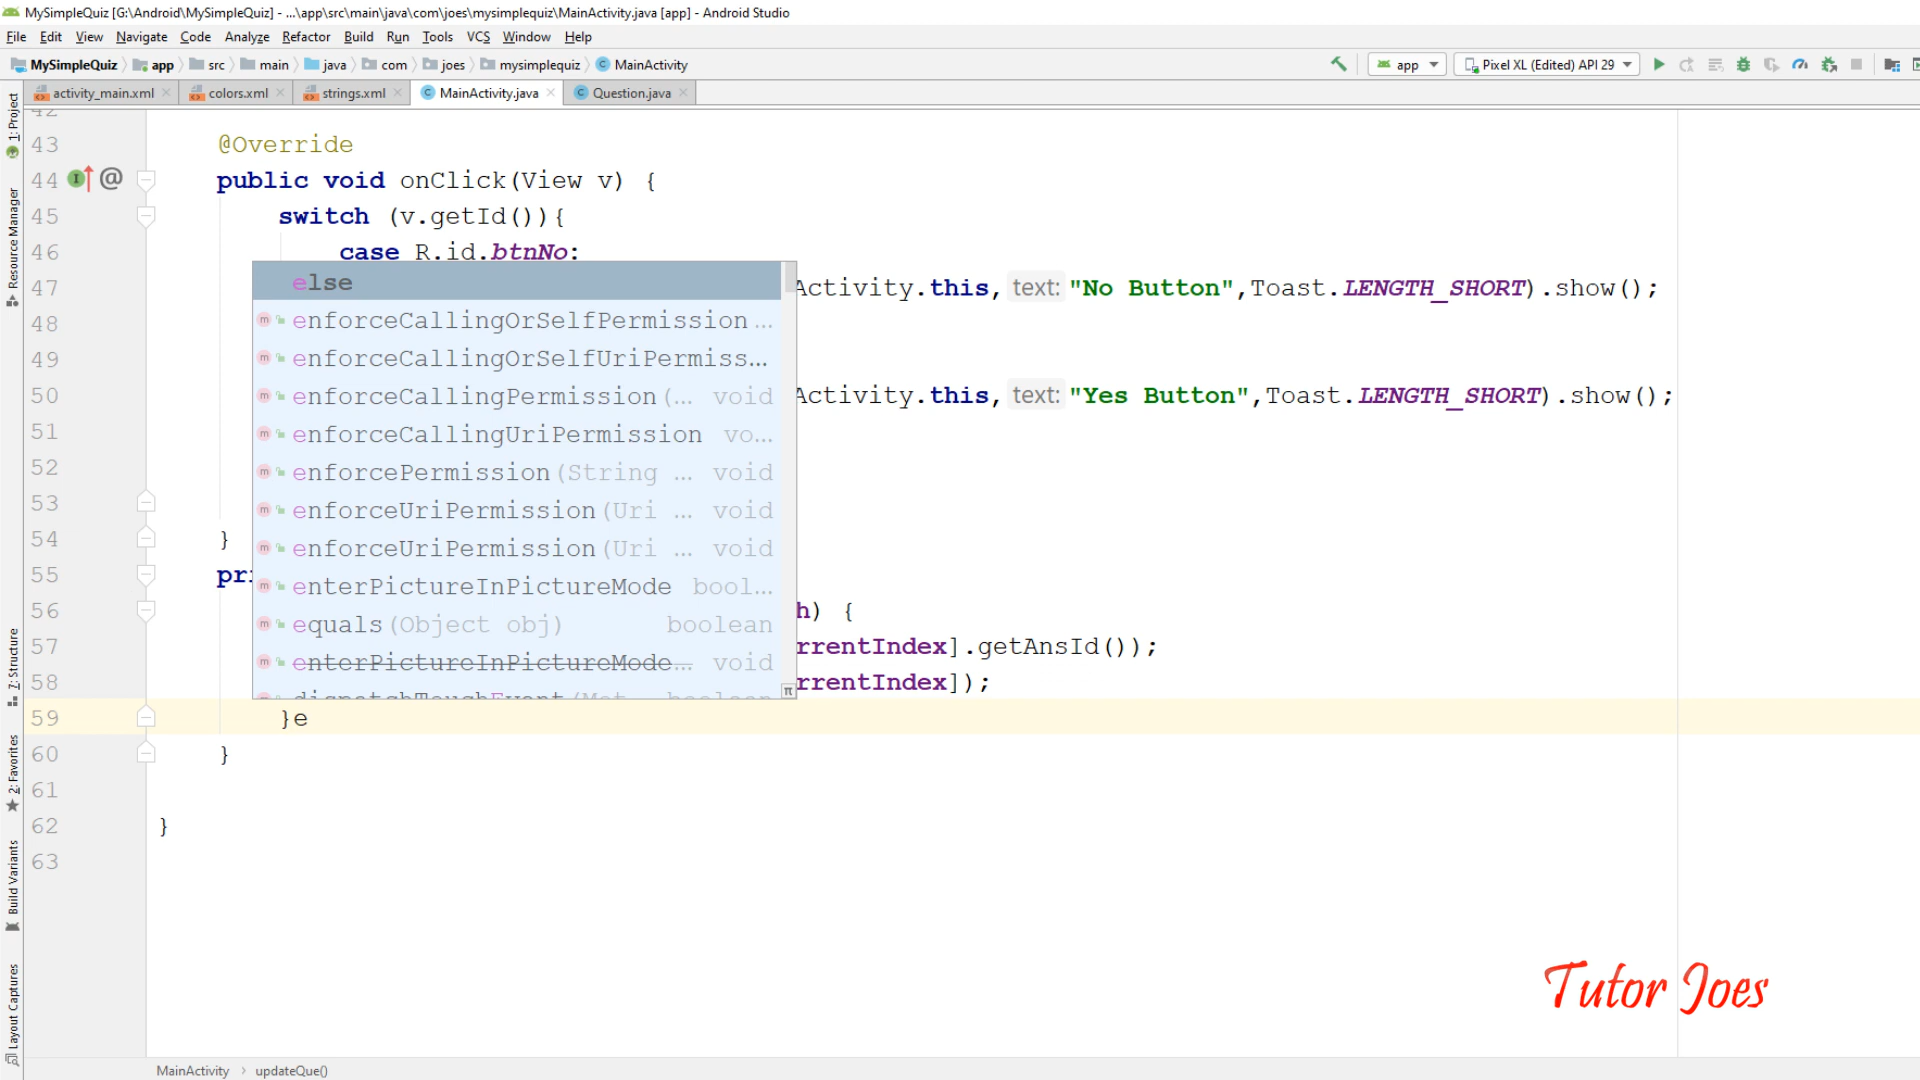 MySimpleQuiz [G:\Android\MySimpleQuiz] - ...\app\src\main\java\com\joes\mysimplequiz\MainActivity.java [app] - Android Studio
File Edit View Navigate Code Analyze Refactor Build Run Tools VCS Window Help
MySimpleQuiz app src main java com joes mysimplequiz MainActivity app Pixel XL (Edited) API 29
activity_main.xml colors.xml strings.xml MainActivity.java Question.java
1: Project
Resource Manager
7: Structure
2: Favorites
Build Variants
Layout Captures
42
43 @Override
44 public void onClick(View v) {
45 switch (v.getId()){
46 case R.id.btnNo:
47 Activity.this, text: "No Button",Toast.LENGTH_SHORT).show();
48
49
50 Activity.this, text: "Yes Button",Toast.LENGTH_SHORT).show();
51
52
53
54 }
55 pri
56 h) {
57 rrentIndex].getAnsId());
58 rrentIndex]);
59 }e
60 }
61
62 }
63
else
enforceCallingOrSelfPermission...
enforceCallingOrSelfUriPermiss...
enforceCallingPermission(... void
enforceCallingUriPermission vo...
enforcePermission(String ... void
enforceUriPermission(Uri ... void
enforceUriPermission(Uri ... void
enterPictureInPictureMode bool...
equals(Object obj) boolean
enterPictureInPictureMode... void
dispatchTouchEvent(Mot boolean
Tutor Joes
MainActivity updateQue()